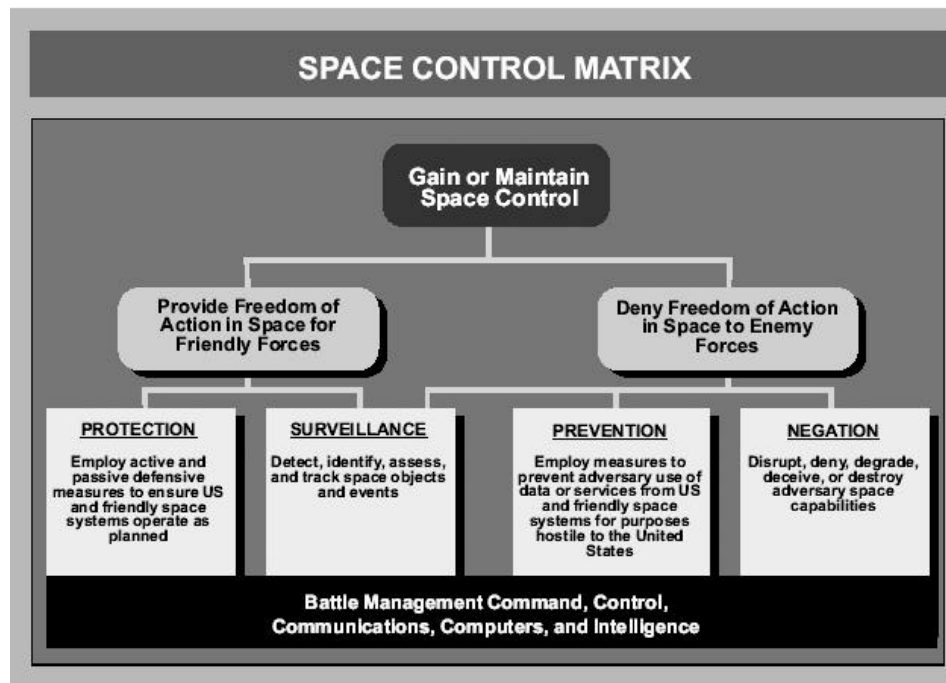 SPACE CONTROL MATRIX
Gain or Maintain
Space Control
Provide Freedom of
Action in Space for
Friendly Forces
Deny Freedom of Action
in Space to Enemy
Forces
PROTECTION
Employ active and
passive defensive
measures to ensure US
and friendly space
systems operate as
planned
SURVEILLANCE
Detect, identify, assess,
and track space objects
and events
PREVENTION
Employ measures to
prevent adversary use of
data or services from US
and friendly space
systems for purposes
hostile to the United
States
NEGATION
Disrupt, deny, degrade,
deceive, or destroy
adversary space
capabilities
Battle Management Command, Control,
Communications, Computers, and Intelligence